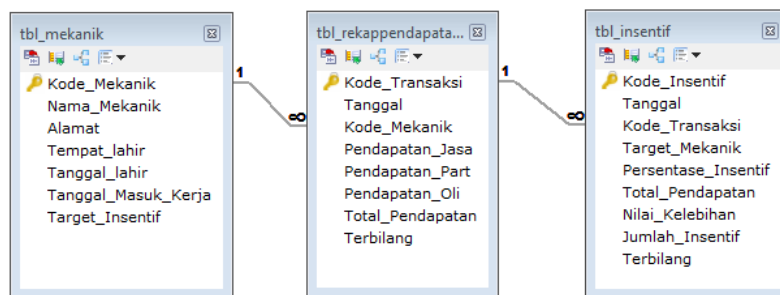 tbl_mekanik
Kode_Mekanik
Nama_Mekanik
Alamat
Tempat_lahir
Tanggal_lahir
Tanggal_Masuk_Kerja
Target_Insentif
1
∞
tbl_rekappendapata...
Kode_Transaksi
Tanggal
Kode_Mekanik
Pendapatan_Jasa
Pendapatan_Part
Pendapatan_Oli
Total_Pendapatan
Terbilang
1
∞
tbl_insentif
Kode_Insentif
Tanggal
Kode_Transaksi
Target_Mekanik
Persentase_Insentif
Total_Pendapatan
Nilai_Kelebihan
Jumlah_Insentif
Terbilang